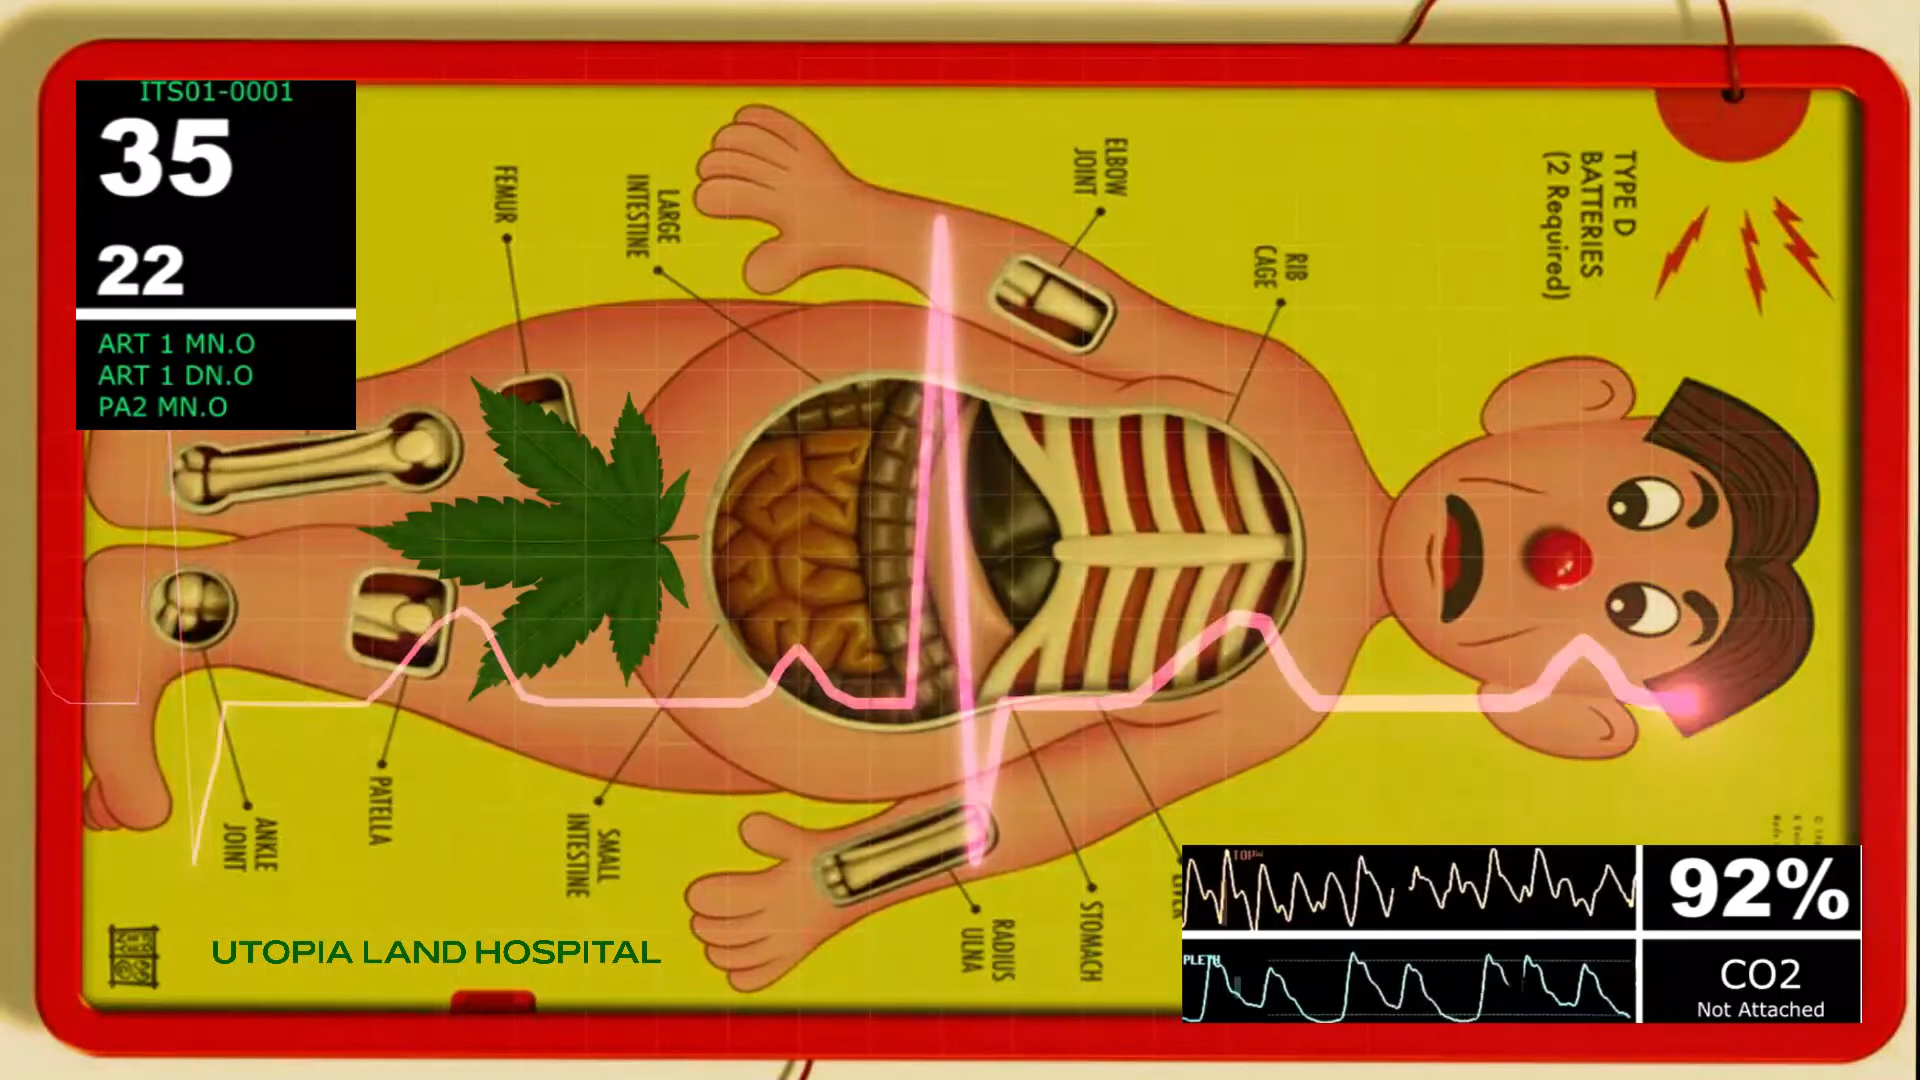 ITS01-0001
35
22
ART 1 MN.O
ART 1 DN.O
PA2 MN.O
FEMUR
LARGE
INTESTINE
ELBOW
JOINT
RIB
CAGE
TYPE D
BATTERIES
(2 Required)
ANKLE
JOINT
PATELLA
SMALL
INTESTINE
RADIUS
ULNA
STOMACH
UTOPIA LAND HOSPITAL
92%
PLETH
CO2
Not Attached